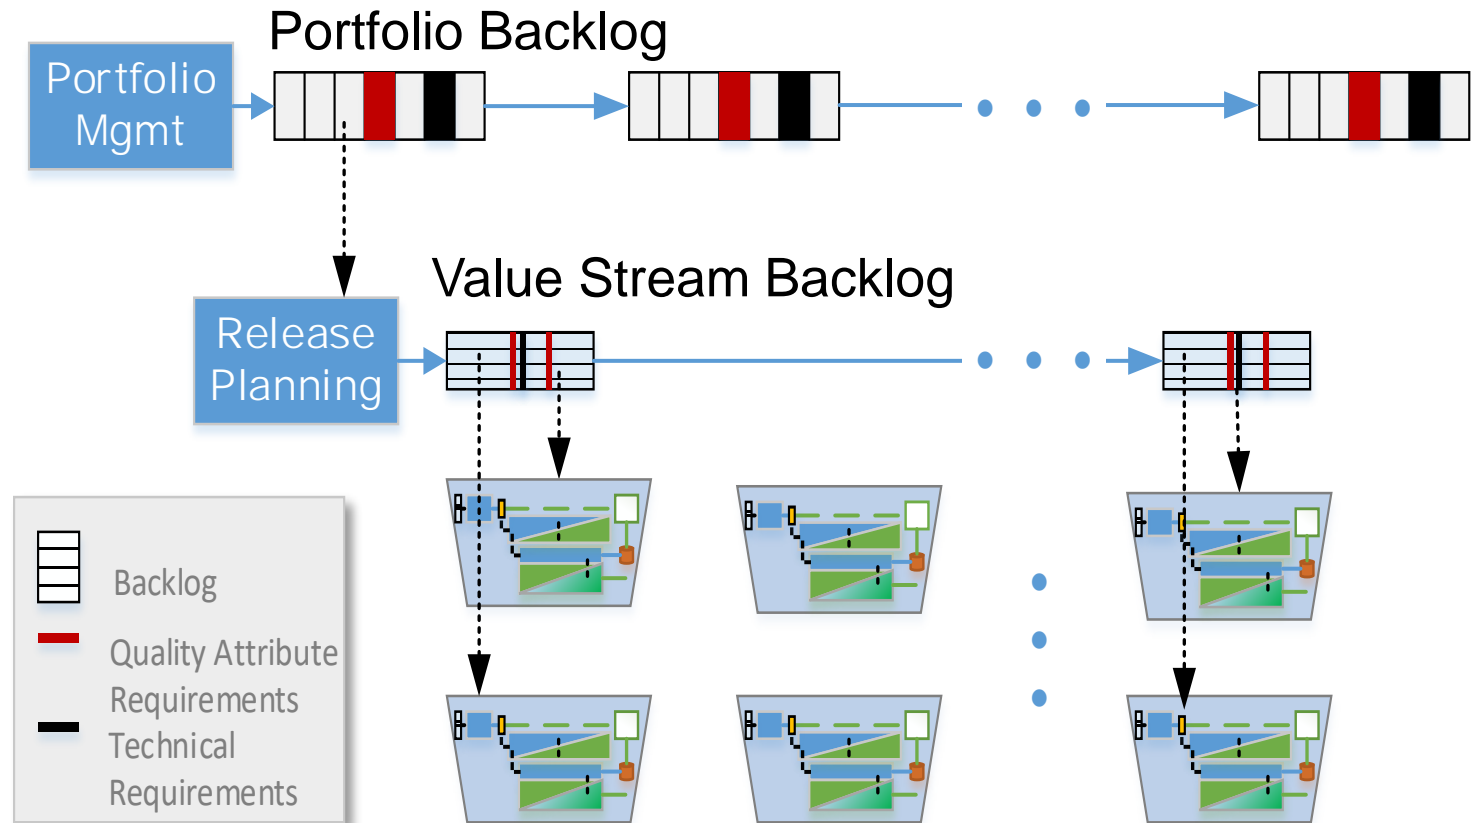 Portfolio Backlog
Portfolio
Mgmt
Value Stream Backlog
Release
Planning
Backlog
Quality Attribute
Requirements
Technical
Requirements